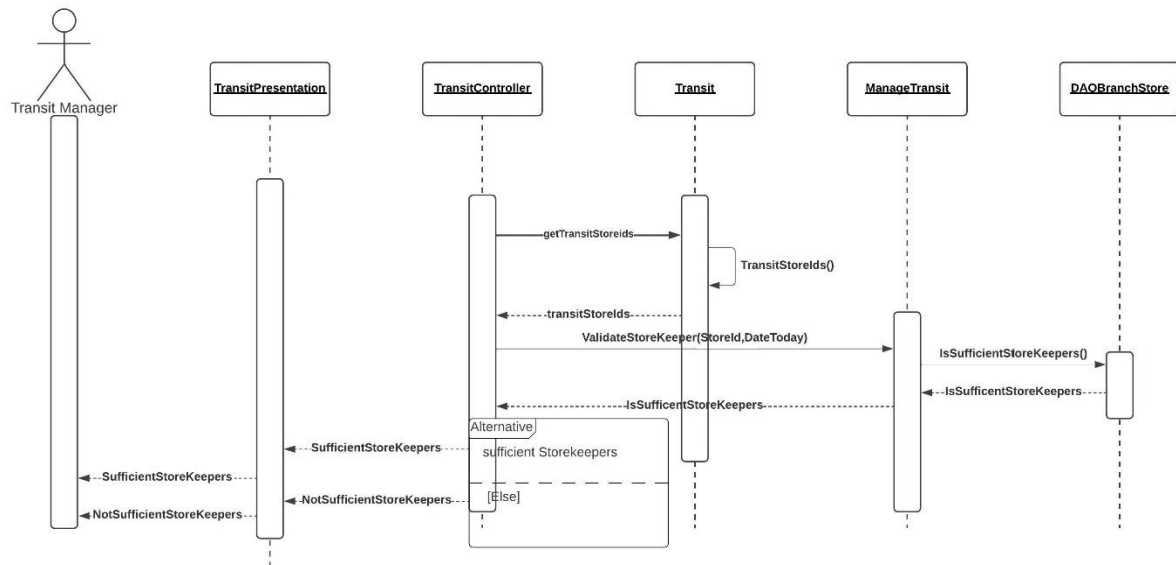 Transit Manager
TransitPresentation
TransitController
Transit
ManageTransit
DAOBranchStore
getTransitStoreids
TransitStoreIds()
transitStoreIds
ValidateStoreKeeper(StoreId,DateToday)
IsSufficientStoreKeepers()
IsSufficentStoreKeepers
IsSufficentStoreKeepers
Alternative
SufficientStoreKeepers
sufficient Storekeepers
SufficientStoreKeepers
NotSufficientStoreKeepers
[Else]
NotSufficientStoreKeepers